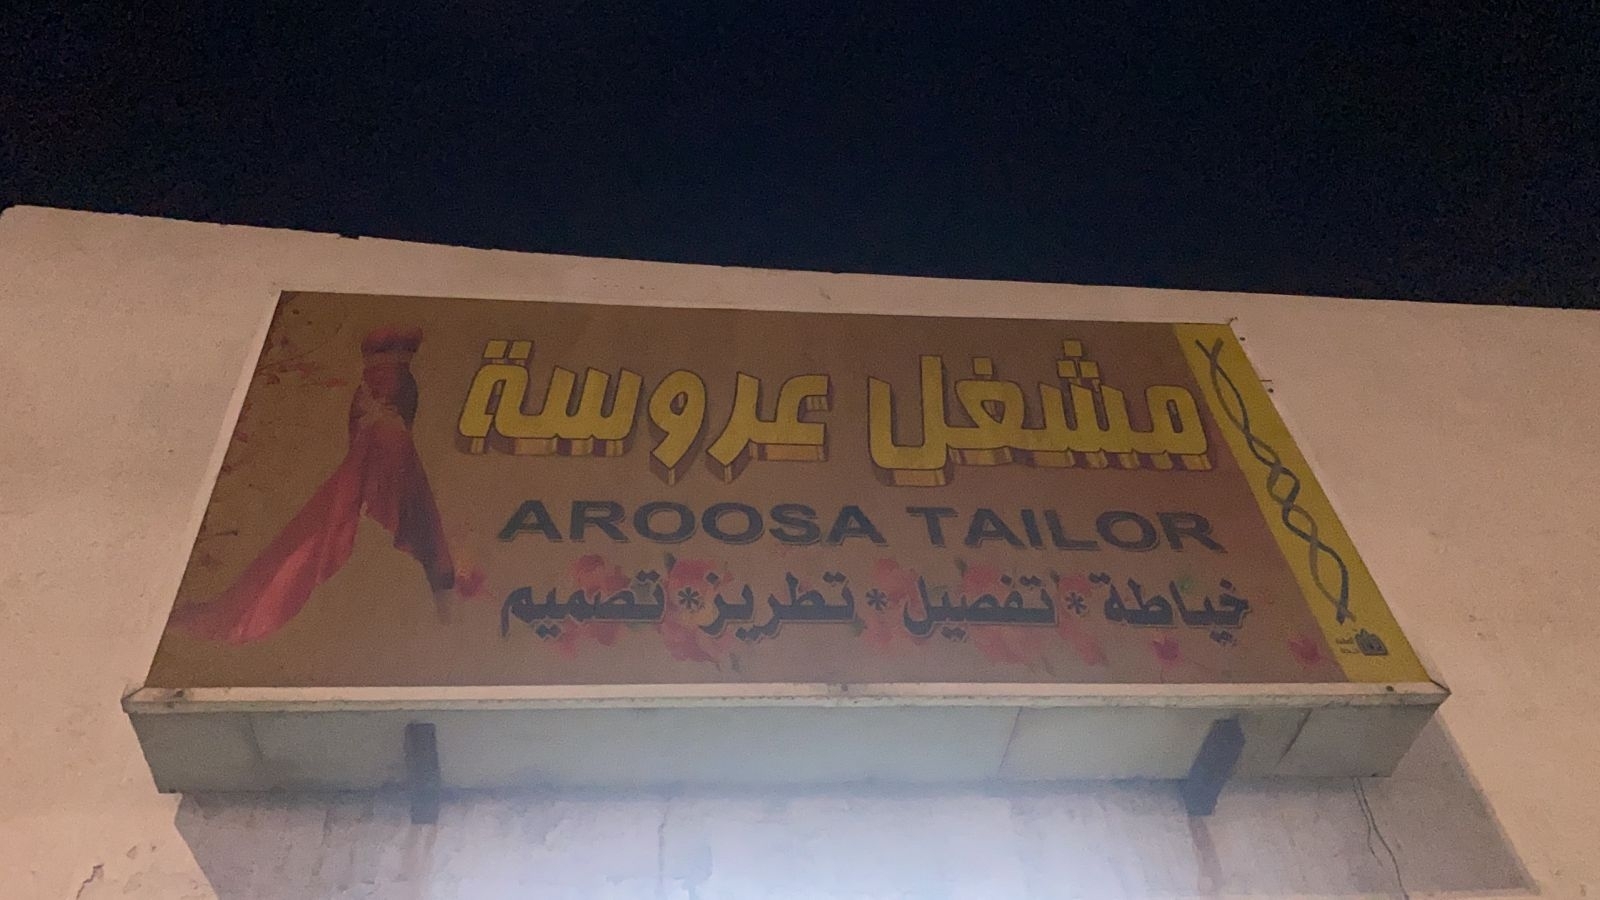 مشغل عروسة
AROOSA TAILOR
خياطة * تفصيل * تطريز * تصميم